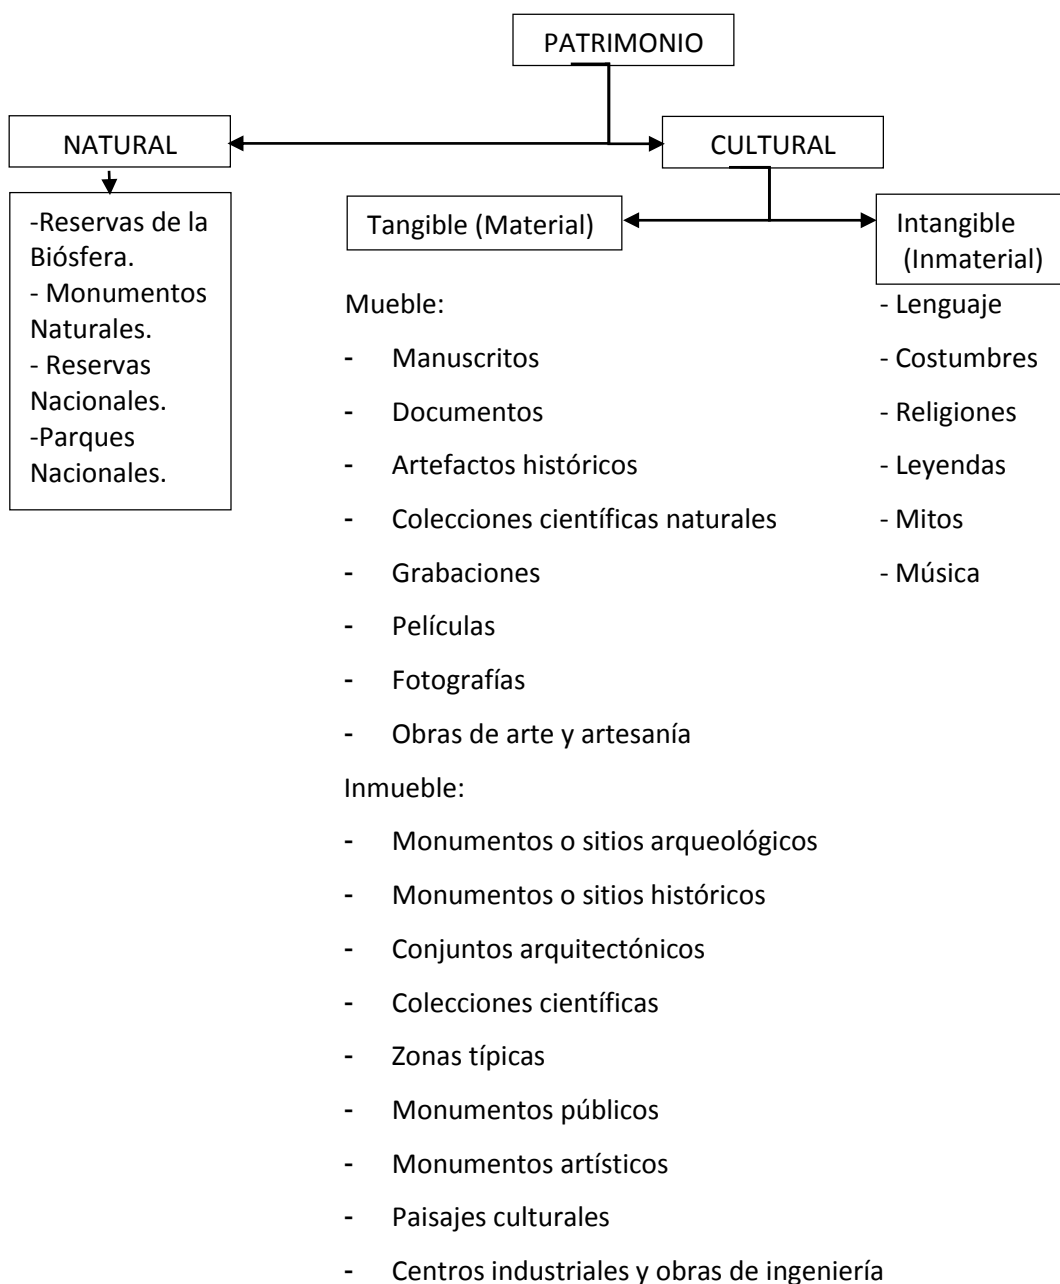 PATRIMONIO
NATURAL
CULTURAL
-Reservas de la
Biósfera.
- Monumentos
Naturales.
- Reservas
Nacionales.
-Parques
Nacionales.
Tangible (Material)
Intangible
(Inmaterial)
Mueble:
- Manuscritos
- Documentos
- Artefactos históricos
- Colecciones científicas naturales
- Grabaciones
- Películas
- Fotografías
- Obras de arte y artesanía
Inmueble:
- Monumentos o sitios arqueológicos
- Monumentos o sitios históricos
- Conjuntos arquitectónicos
- Colecciones científicas
- Zonas típicas
- Monumentos públicos
- Monumentos artísticos
- Paisajes culturales
- Centros industriales y obras de ingeniería
- Lenguaje
- Costumbres
- Religiones
- Leyendas
- Mitos
- Música